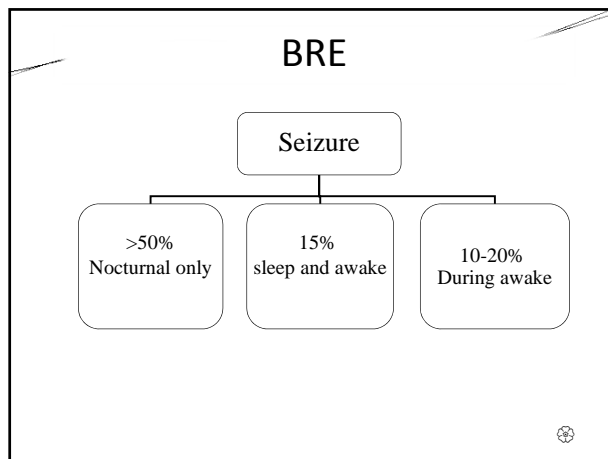 BRE
Seizure
>50%
Nocturnal only
15%
sleep and awake
10-20%
During awake